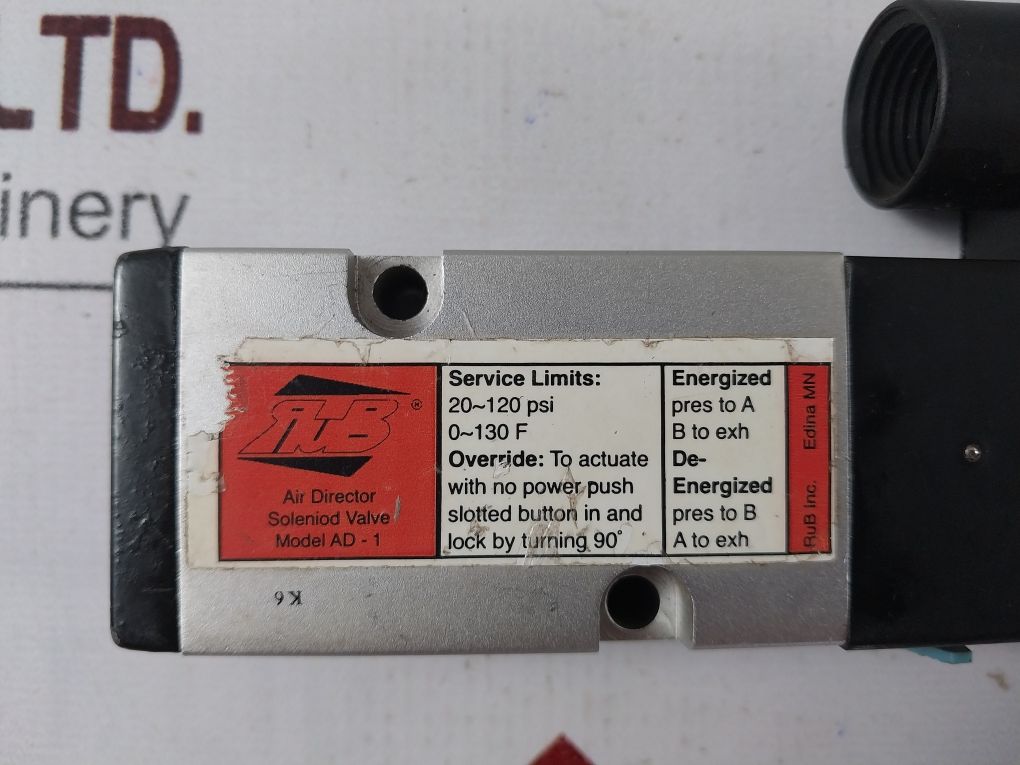 LTD.
inery
RuB®
Air Director
Soleniod Valve
Model AD - 1
Service Limits:
20~120 psi
0~130 F
Override: To actuate
with no power push
slotted button in and
lock by turning 90°
Energized
pres to A
B to exh
De-
Energized
pres to B
A to exh
RuB inc. Edina MN
K6